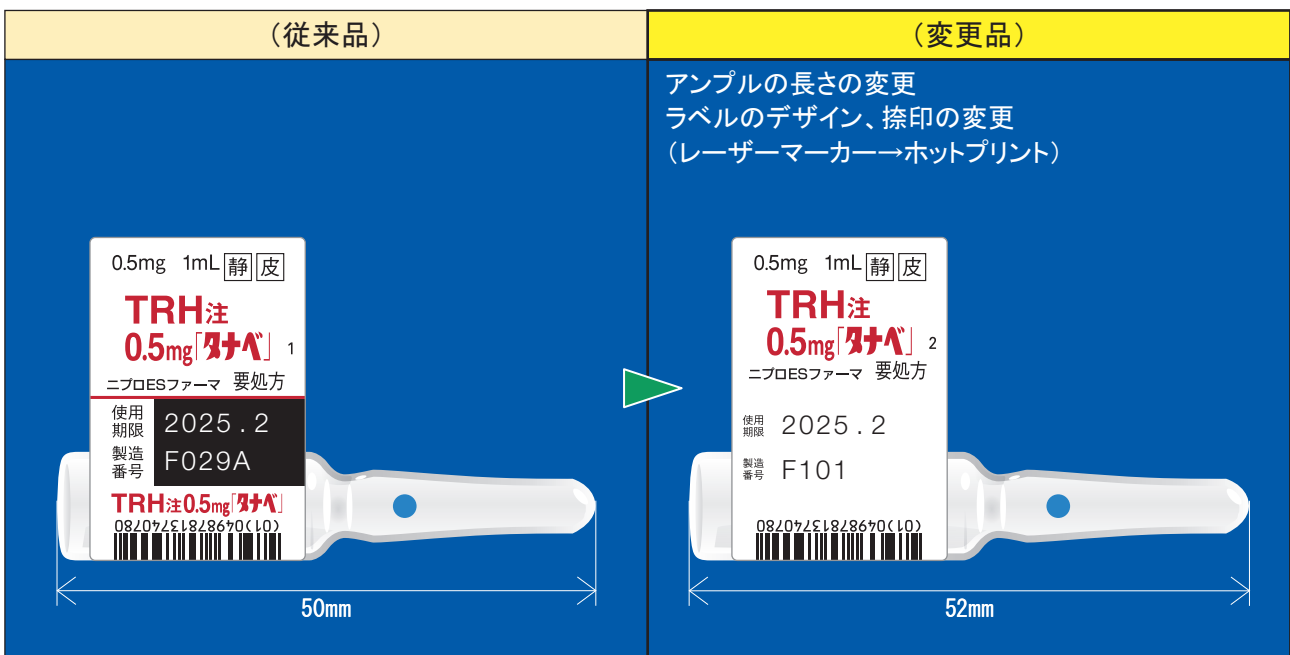 （従来品）
0.5mg 1mL 静 皮
TRH注
0.5mg「タナベ」 1
ニプロESファーマ 要処方
使用期限 2025.2
製造番号 F029A
TRH注0.5mg「タナベ」
(01)04987813740780
50mm
（変更品）
アンプルの長さの変更
ラベルのデザイン、捺印の変更
（レーザーマーカー→ホットプリント）
0.5mg 1mL 静 皮
TRH注
0.5mg「タナベ」 2
ニプロESファーマ 要処方
使用期限 2025.2
製造番号 F101
(01)04987813740780
52mm